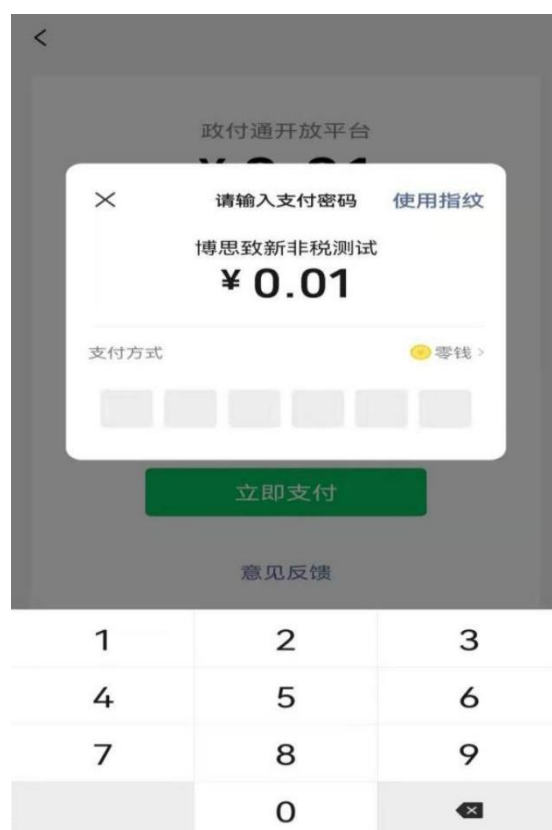 政付通开放平台
请输入支付密码 使用指纹
博思致新非税测试
¥ 0.01
支付方式 零钱
立即支付
意见反馈
1 2 3
4 5 6
7 8 9
0